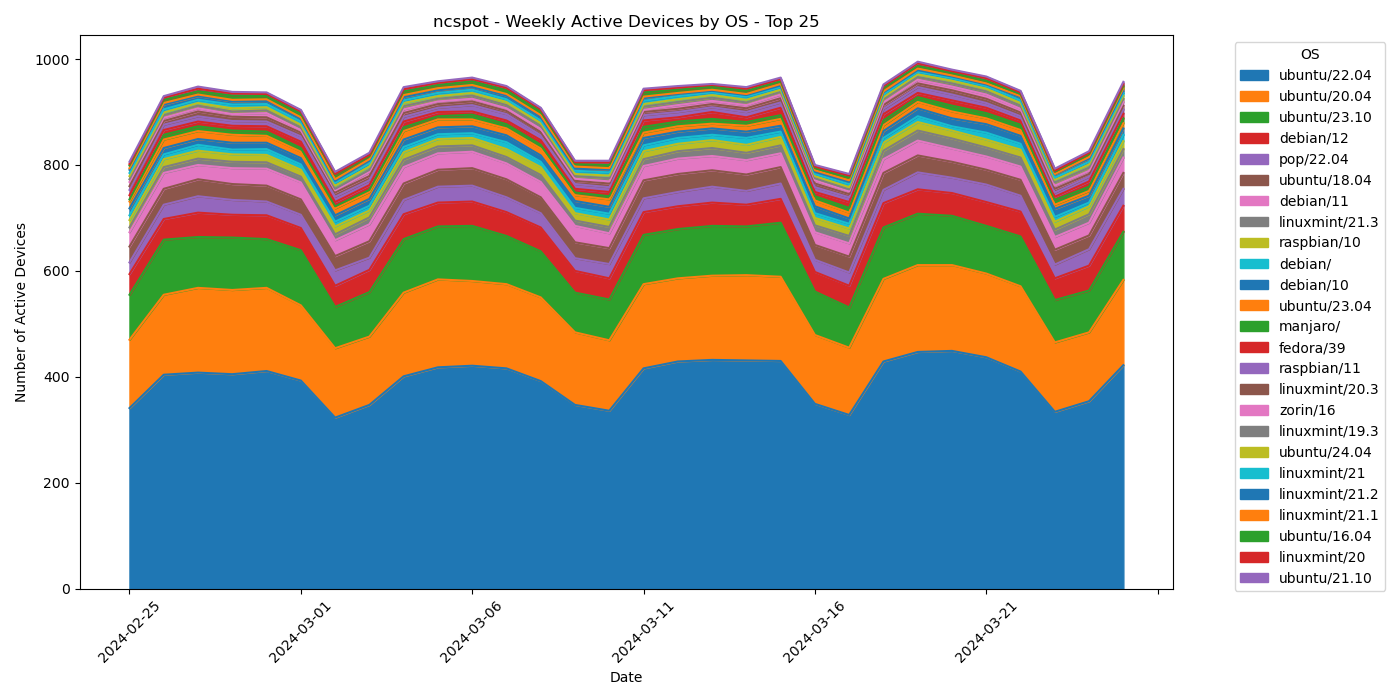 ncspot - Weekly Active Devices by OS - Top 25
Number of Active Devices
1000
800
600
400
200
0
2024-02-25
2024-03-01
2024-03-06
2024-03-11
2024-03-16
2024-03-21
Date
OS
ubuntu/22.04
ubuntu/20.04
ubuntu/23.10
debian/12
pop/22.04
ubuntu/18.04
debian/11
linuxmint/21.3
raspbian/10
debian/
debian/10
ubuntu/23.04
manjaro/
fedora/39
raspbian/11
linuxmint/20.3
zorin/16
linuxmint/19.3
ubuntu/24.04
linuxmint/21
linuxmint/21.2
linuxmint/21.1
ubuntu/16.04
linuxmint/20
ubuntu/21.10